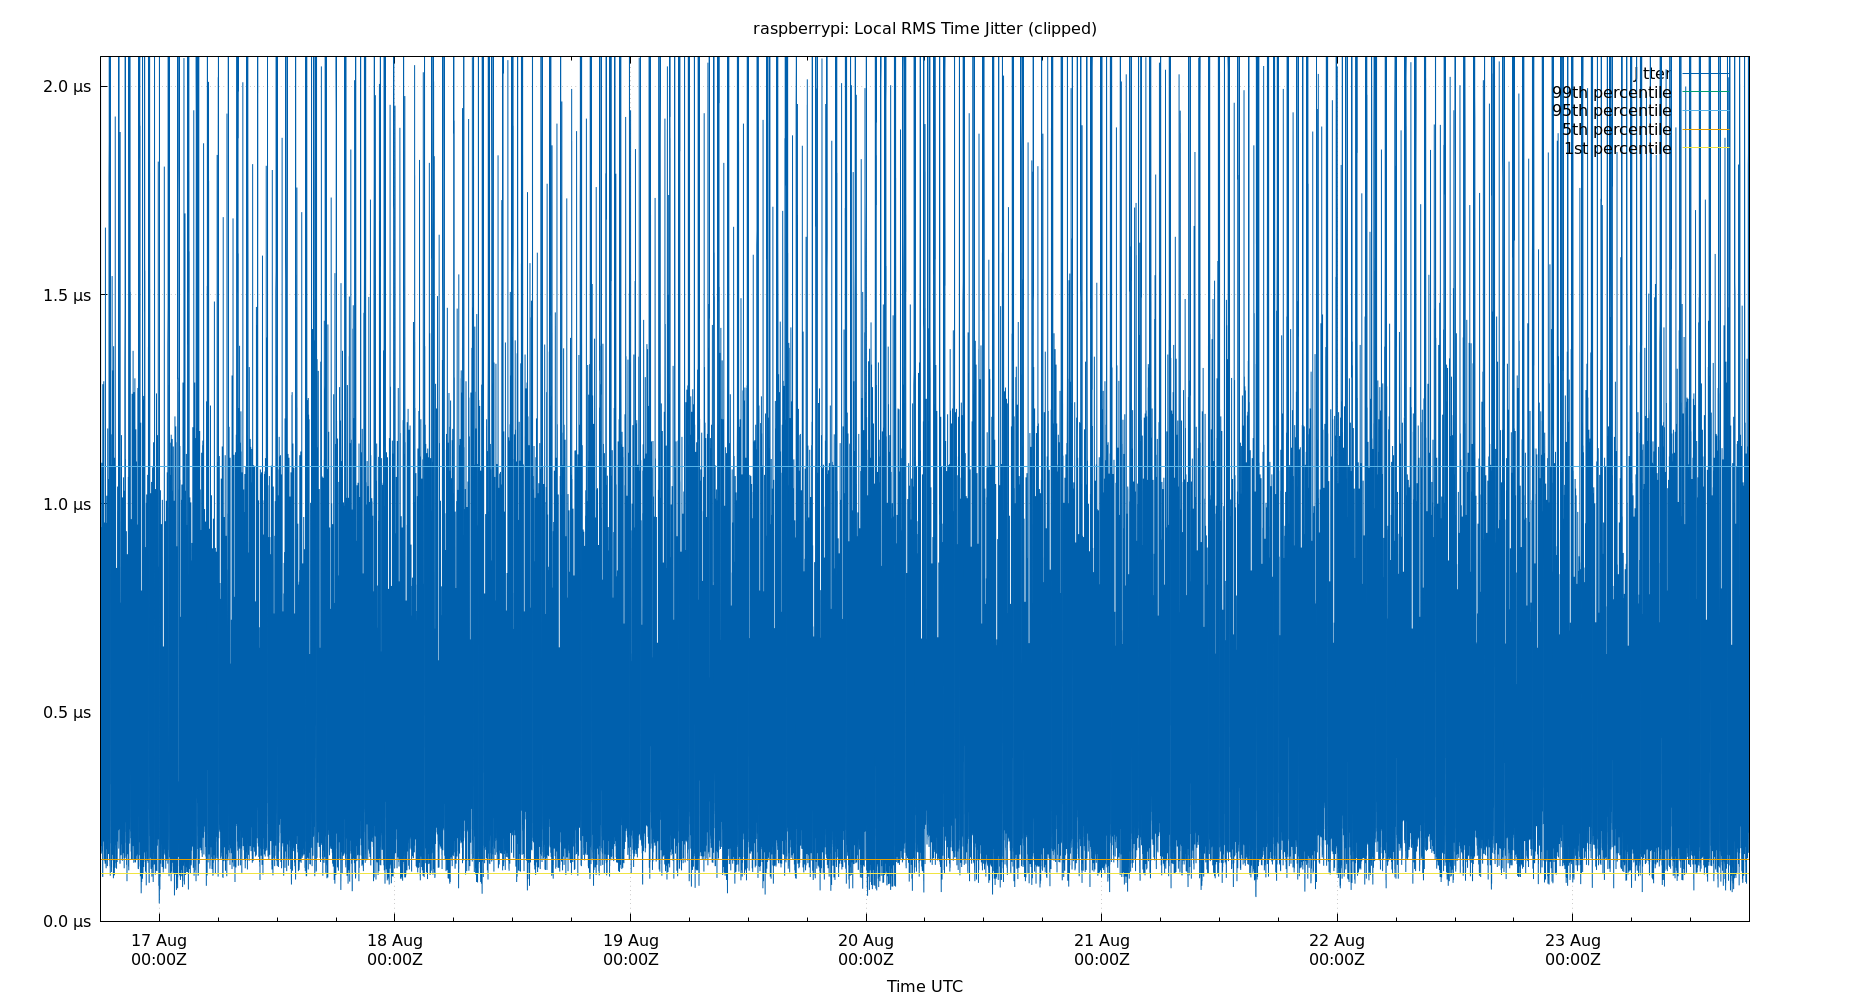 raspberrypi: Local RMS Time Jitter (clipped)
2.0 µs
1.5 µs
1.0 µs
0.5 µs
0.0 µs
Jitter
99th percentile
95th percentile
5th percentile
1st percentile
17 Aug
00:00Z
18 Aug
00:00Z
19 Aug
00:00Z
20 Aug
00:00Z
21 Aug
00:00Z
22 Aug
00:00Z
23 Aug
00:00Z
Time UTC